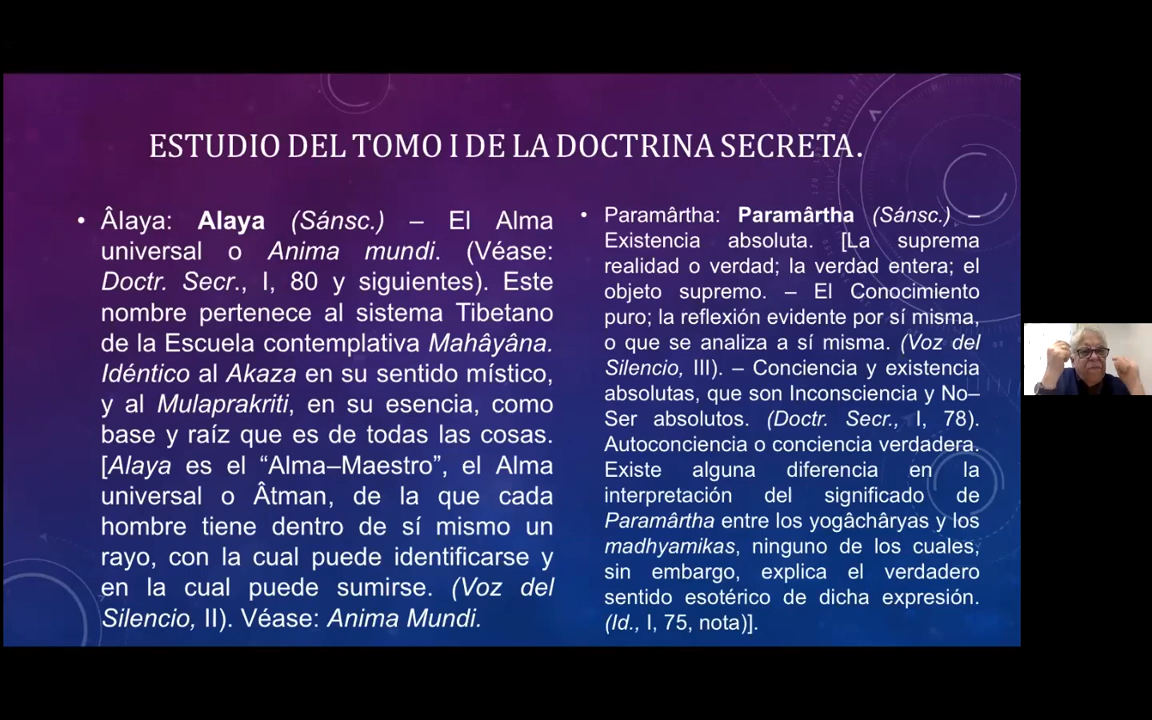 ESTUDIO DEL TOMO I DE LA DOCTRINA SECRETA.
• Âlaya: Alaya (Sánsc.) – El Alma
universal o Anima mundi. (Véase:
Doctr. Secr., I, 80 y siguientes). Este
nombre pertenece al sistema Tibetano
de la Escuela contemplativa Mahâyâna.
Idéntico al Akaza en su sentido místico,
y al Mulaprakriti, en su esencia, como
base y raíz que es de todas las cosas.
[Alaya es el “Alma–Maestro”, el Alma
universal o Âtman, de la que cada
hombre tiene dentro de sí mismo un
rayo, con la cual puede identificarse y
en la cual puede sumirse. (Voz del
Silencio, II). Véase: Anima Mundi.
• Paramârtha: Paramârtha (Sánsc.) –
Existencia absoluta. [La suprema
realidad o verdad; la verdad entera; el
objeto supremo. – El Conocimiento
puro; la reflexión evidente por sí misma,
o que se analiza a sí misma. (Voz del
Silencio, III). – Conciencia y existencia
absolutas, que son Inconsciencia y No–
Ser absolutos. (Doctr. Secr., I, 78).
Autoconciencia o conciencia verdadera.
Existe alguna diferencia en la
interpretación del significado de
Paramârtha entre los yogâchâryas y los
madhyamikas, ninguno de los cuales,
sin embargo, explica el verdadero
sentido esotérico de dicha expresión.
(Id., I, 75, nota)].